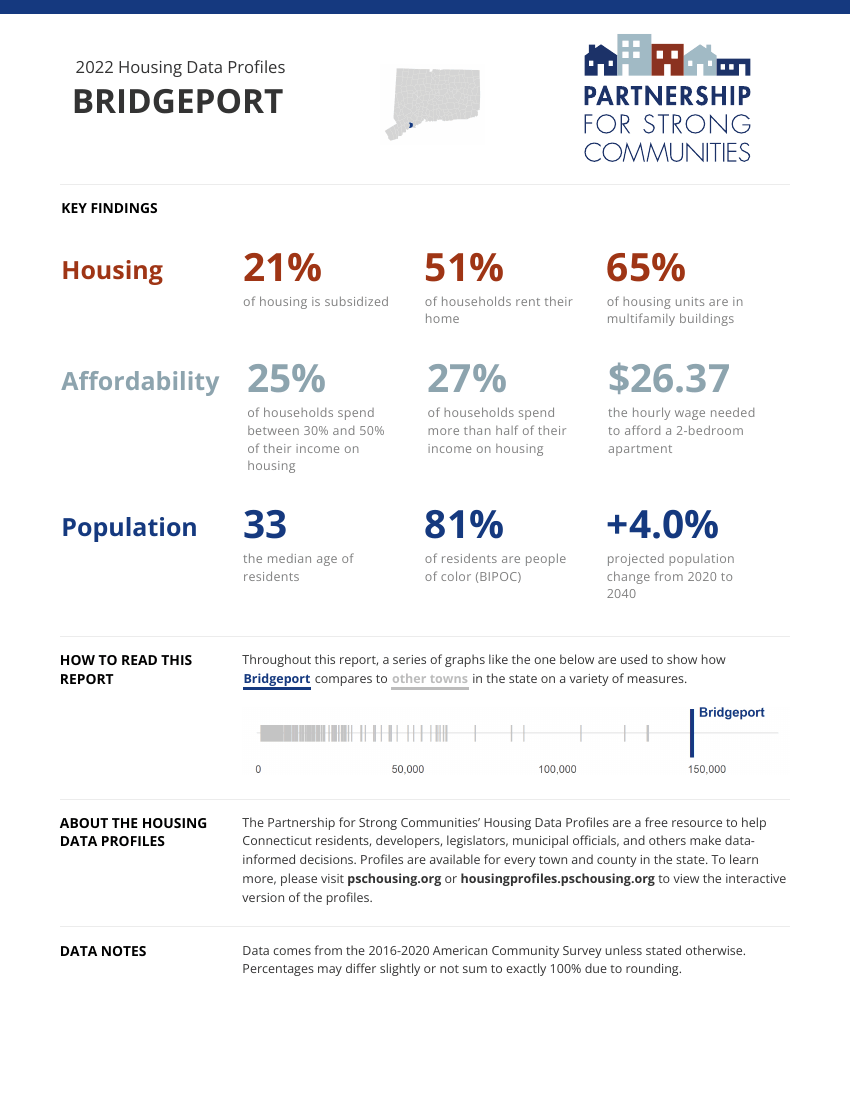 2022 Housing Data Profiles
BRIDGEPORT
PARTNERSHIP
FOR STRONG
COMMUNITIES
KEY FINDINGS
Housing
21%
of housing is subsidized
51%
of households rent their
home
65%
of housing units are in
multifamily buildings
Affordability
25%
of households spend
between 30% and 50%
of their income on
housing
27%
of households spend
more than half of their
income on housing
$26.37
the hourly wage needed
to afford a 2-bedroom
apartment
Population
33
the median age of
residents
81%
of residents are people
of color (BIPOC)
+4.0%
projected population
change from 2020 to
2040
HOW TO READ THIS
REPORT
Throughout this report, a series of graphs like the one below are used to show how
Bridgeport compares to other towns in the state on a variety of measures.
Bridgeport
0 50,000 100,000 150,000
ABOUT THE HOUSING
DATA PROFILES
The Partnership for Strong Communities’ Housing Data Profiles are a free resource to help
Connecticut residents, developers, legislators, municipal officials, and others make data-
informed decisions. Profiles are available for every town and county in the state. To learn
more, please visit pschousing.org or housingprofiles.pschousing.org to view the interactive
version of the profiles.
DATA NOTES
Data comes from the 2016-2020 American Community Survey unless stated otherwise.
Percentages may differ slightly or not sum to exactly 100% due to rounding.